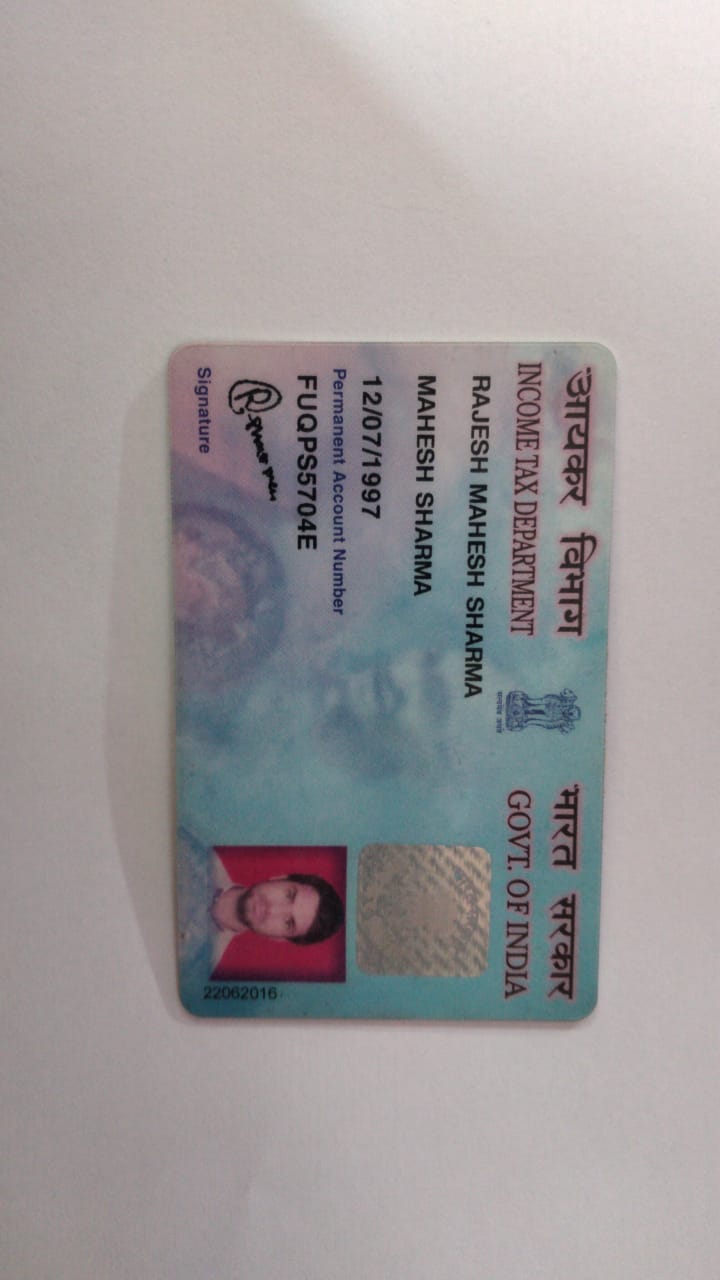 आयकर विभाग
INCOME TAX DEPARTMENT
भारत सरकार
GOVT. OF INDIA
सत्यमेव जयते
RAJESH MAHESH SHARMA
MAHESH SHARMA
12/07/1997
Permanent Account Number
FUQPS5704E
Signature
22062016